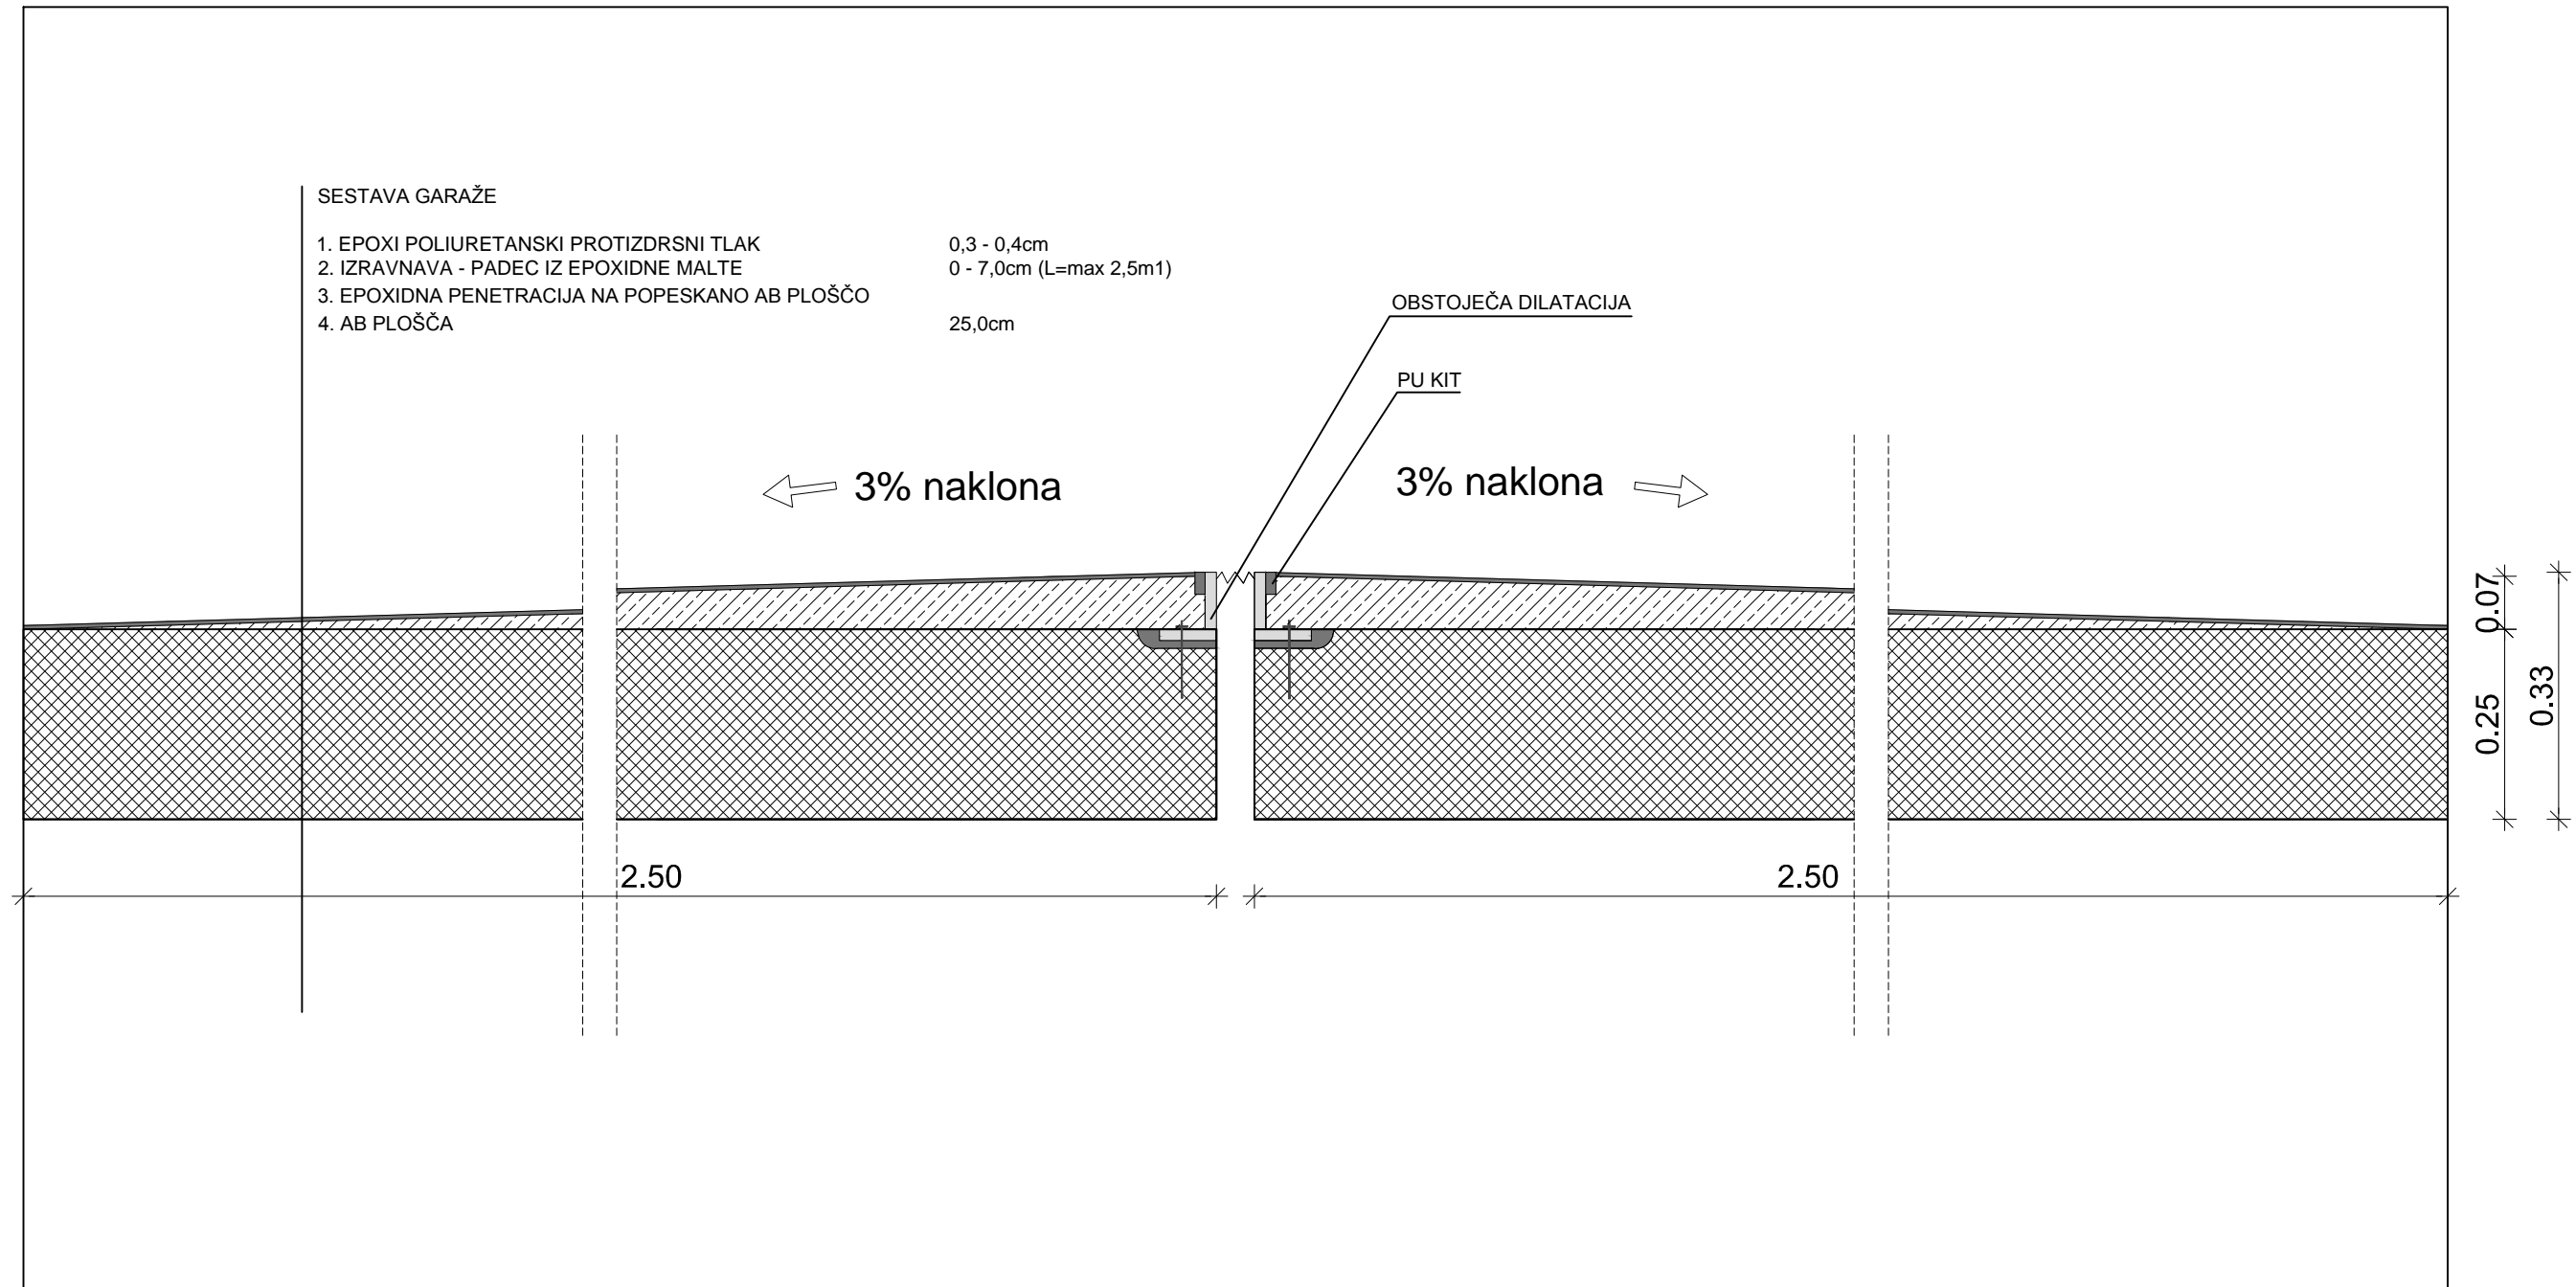 SESTAVA GARAŽE
1. EPOXI POLIURETANSKI PROTIZDRSNI TLAK 0,3 - 0,4cm
2. IZRAVNAVA - PADEC IZ EPOXIDNE MALTE 0 - 7,0cm (L=max 2,5m1)
3. EPOXIDNA PENETRACIJA NA POPESKANO AB PLOŠČO
4. AB PLOŠČA 25,0cm
OBSTOJEČA DILATACIJA
PU KIT
3% naklona
3% naklona
0.07
0.25
0.33
2.50
2.50